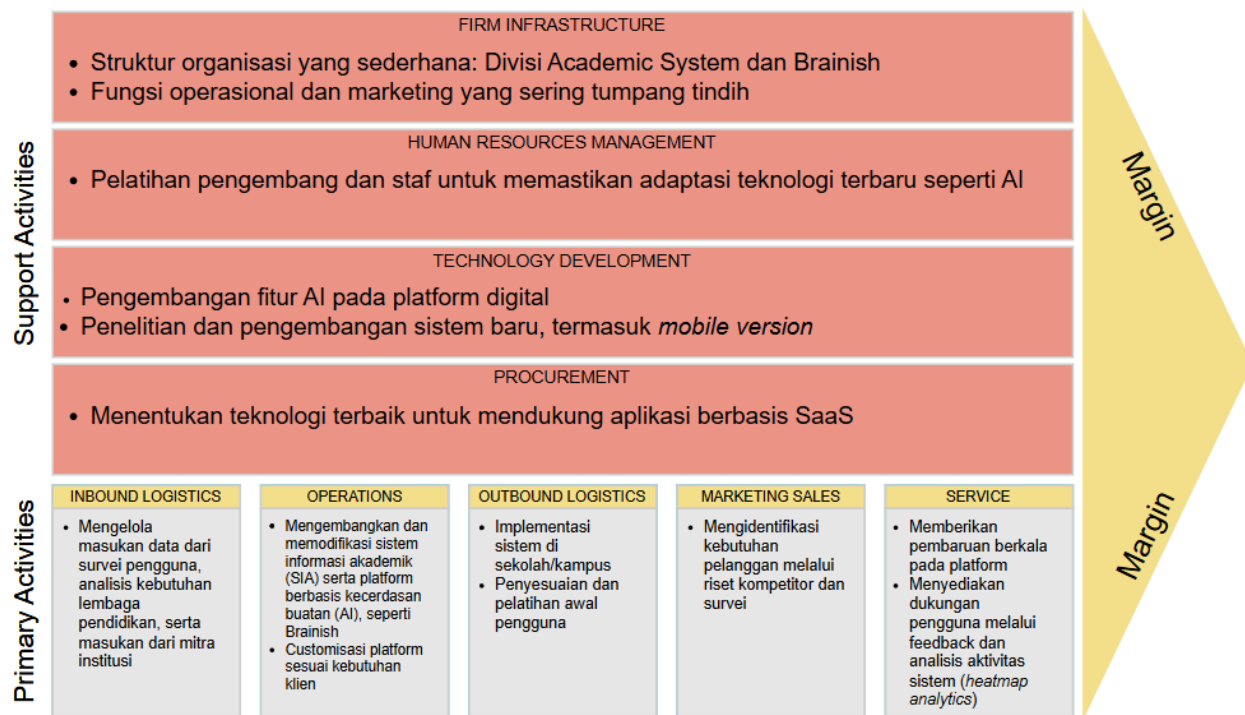 FIRM INFRASTRUCTURE
• Struktur organisasi yang sederhana: Divisi Academic System dan Brainish
• Fungsi operasional dan marketing yang sering tumpang tindih
Support Activities
HUMAN RESOURCES MANAGEMENT
• Pelatihan pengembang dan staf untuk memastikan adaptasi teknologi terbaru seperti AI
TECHNOLOGY DEVELOPMENT
• Pengembangan fitur AI pada platform digital
• Penelitian dan pengembangan sistem baru, termasuk mobile version
PROCUREMENT
• Menentukan teknologi terbaik untuk mendukung aplikasi berbasis SaaS
Margin
Primary Activities
INBOUND LOGISTICS
• Mengelola
masukan data dari
survei pengguna,
analisis kebutuhan
lembaga
pendidikan, serta
masukan dari mitra
institusi
OPERATIONS
• Mengembangkan dan
memodifikasi sistem
informasi akademik
(SIA) serta platform
berbasis kecerdasan
buatan (AI), seperti
Brainish
• Customisasi platform
sesuai kebutuhan
klien
OUTBOUND LOGISTICS
• Implementasi
sistem di
sekolah/kampus
• Penyesuaian dan
pelatihan awal
pengguna
MARKETING SALES
• Mengidentifikasi
kebutuhan
pelanggan melalui
riset kompetitor dan
survei
SERVICE
• Memberikan
pembaruan berkala
pada platform
• Menyediakan
dukungan
pengguna melalui
feedback dan
analisis aktivitas
sistem (heatmap
analytics)
Margin